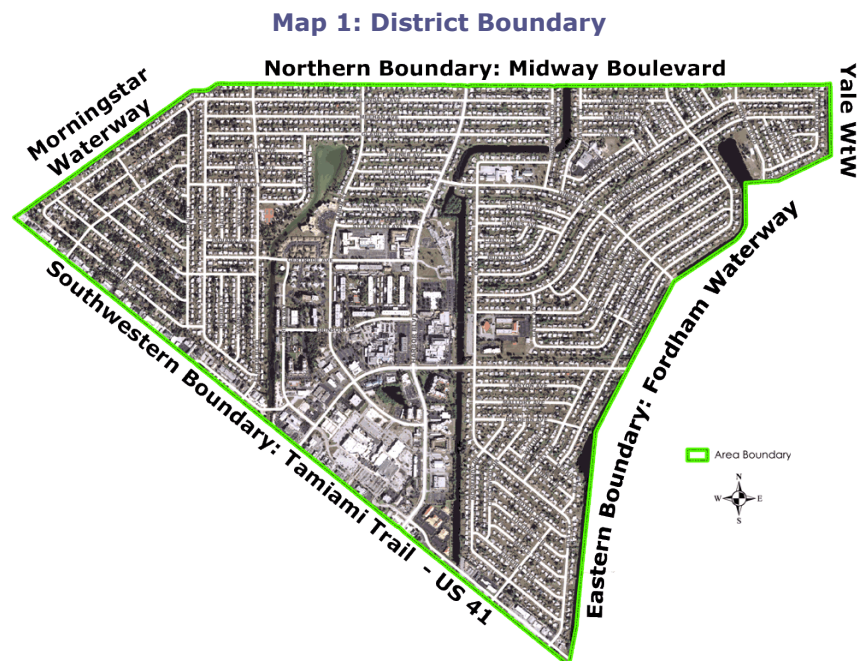 Map 1: District Boundary
Northern Boundary: Midway Boulevard
Morningstar
Waterway
Yale WtW
Southwestern Boundary: Tamiami Trail - US 41
Eastern Boundary: Fordham Waterway
Area Boundary
N
W E
S